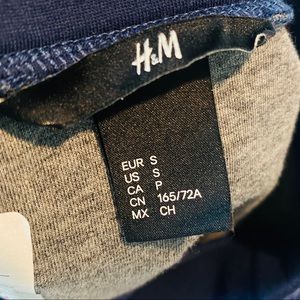 H&M
EUR S
US S
CA P
CN 165/72A
MX CH